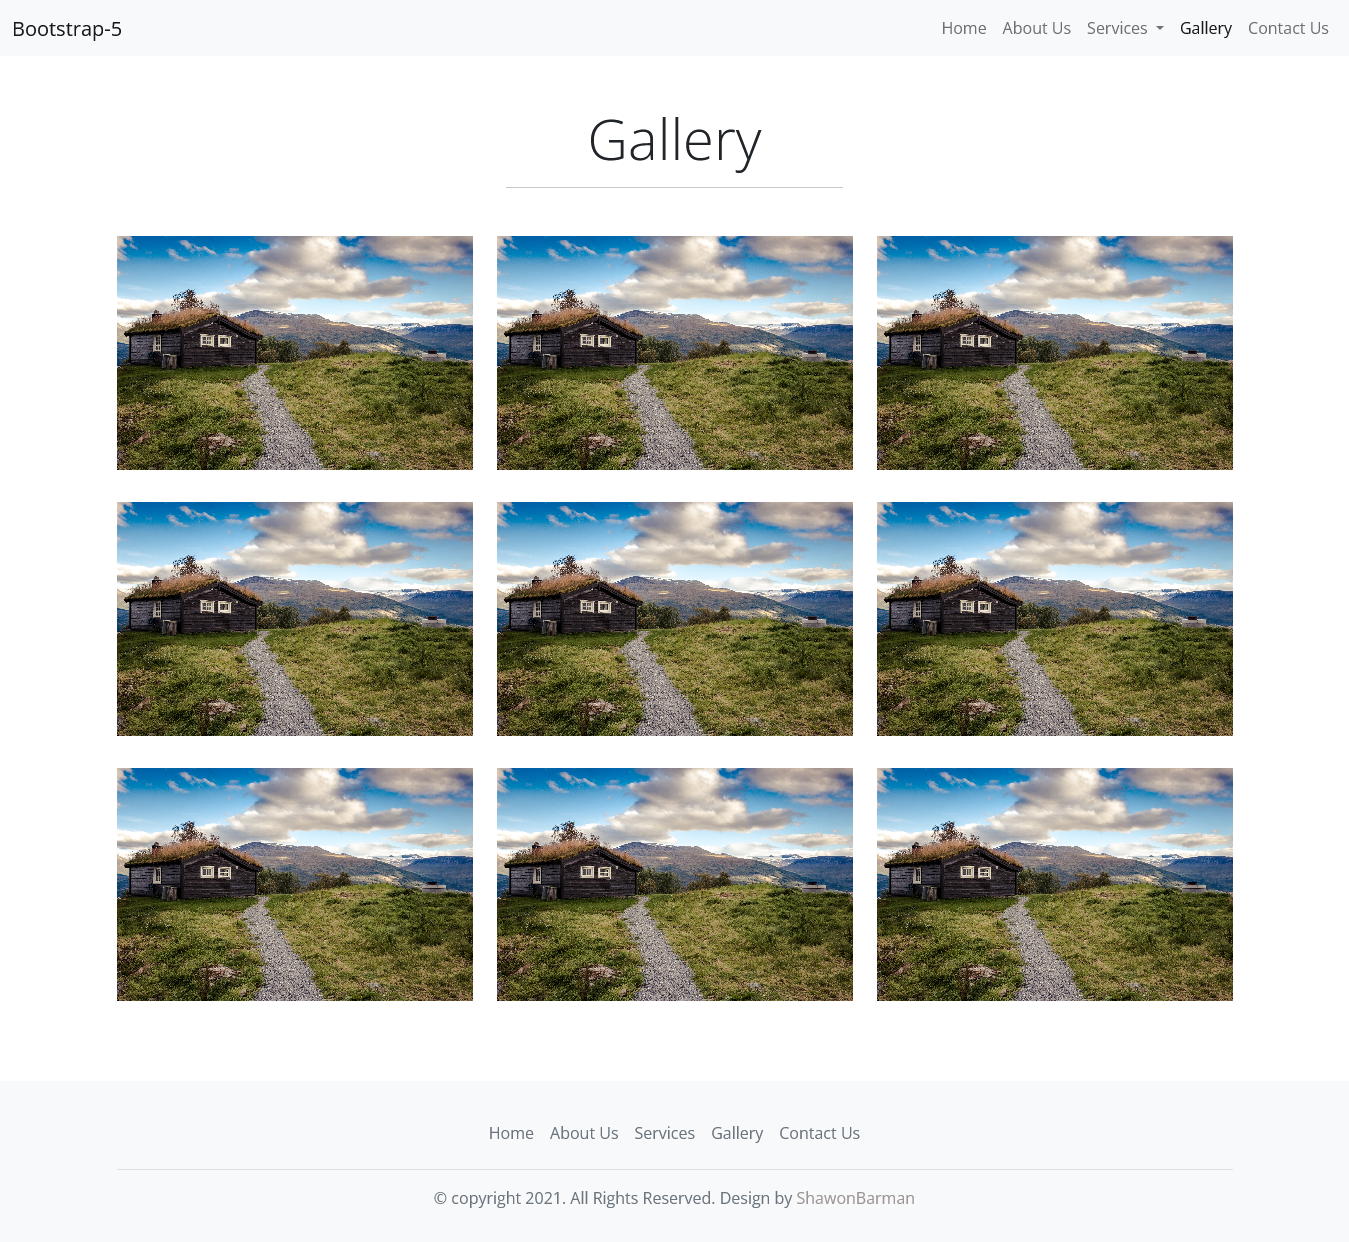 Bootstrap-5 Home About Us Services Gallery Contact Us
Gallery
Home About Us Services Gallery Contact Us
© copyright 2021. All Rights Reserved. Design by ShawonBarman